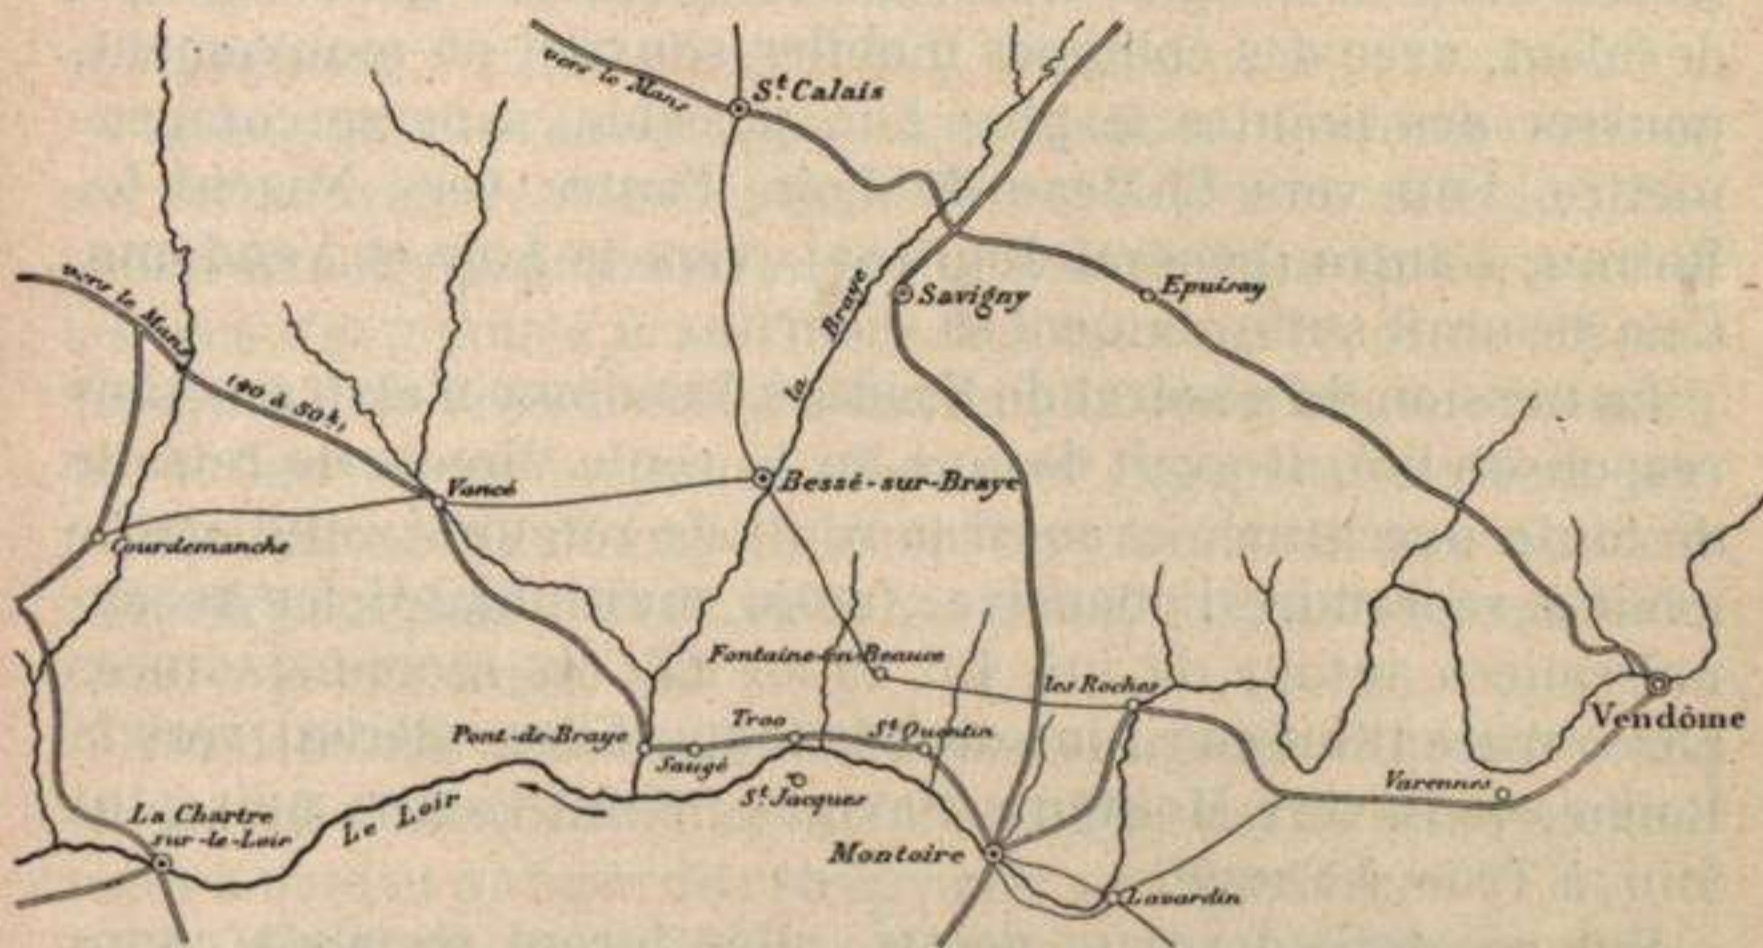 vers le Mans
St. Calais
Epuisay
Savigny
la Braye
vers le Mans
(40 à 50 k)
Vancé
Bessé-sur-Braye
Courdemanche
Fontaine-en-Beauce
les Roches
Vendôme
Pont-de-Braye
Sougé
Troo
St. Quentin
St. Jacques
Varennes
La Chartre
sur-le-Loir
Le Loir
Montoire
Lavardin